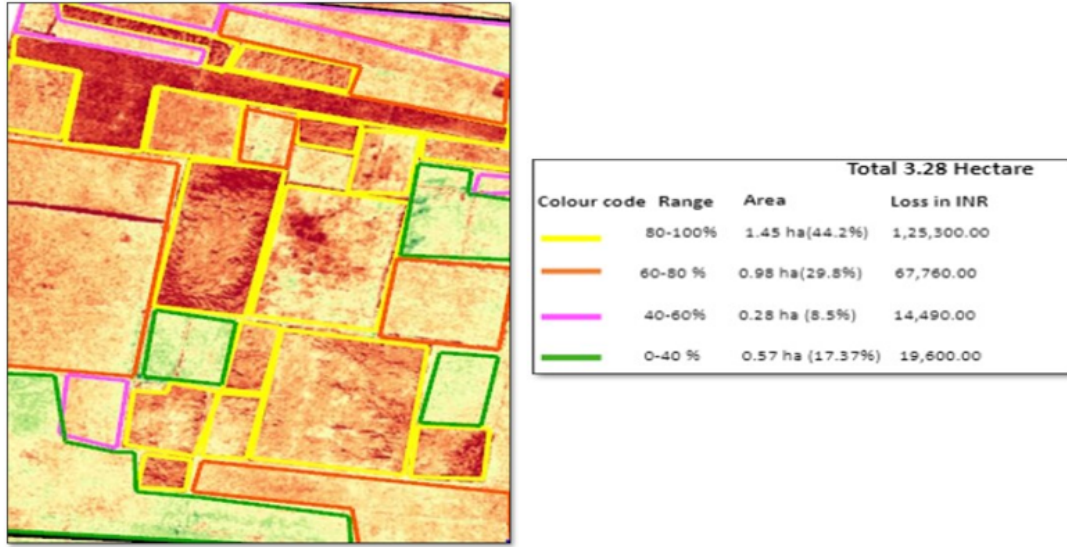 Total 3.28 Hectare
Colour code Range Area Loss in INR
80-100% 1.45 ha(44.2%) 1,25,300.00
60-80 % 0.98 ha(29.8%) 67,760.00
40-60% 0.28 ha (8.5%) 14,490.00
0-40 % 0.57 ha (17.37%) 19,600.00